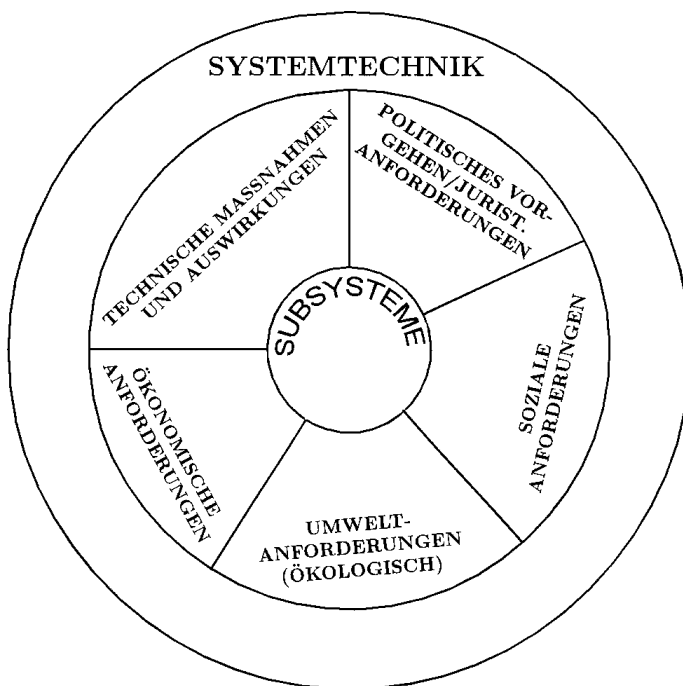 SYSTEMTECHNIK
TECHNISCHE MASSNAHMEN
UND AUSWIRKUNGEN
POLITISCHES VOR-
GEHEN/JURIST.
ANFORDERUNGEN
SUBSYSTEME
SOZIALE
ANFORDERUNGEN
ÖKONOMISCHE
ANFORDERUNGEN
UMWELT-
ANFORDERUNGEN
(ÖKOLOGISCH)